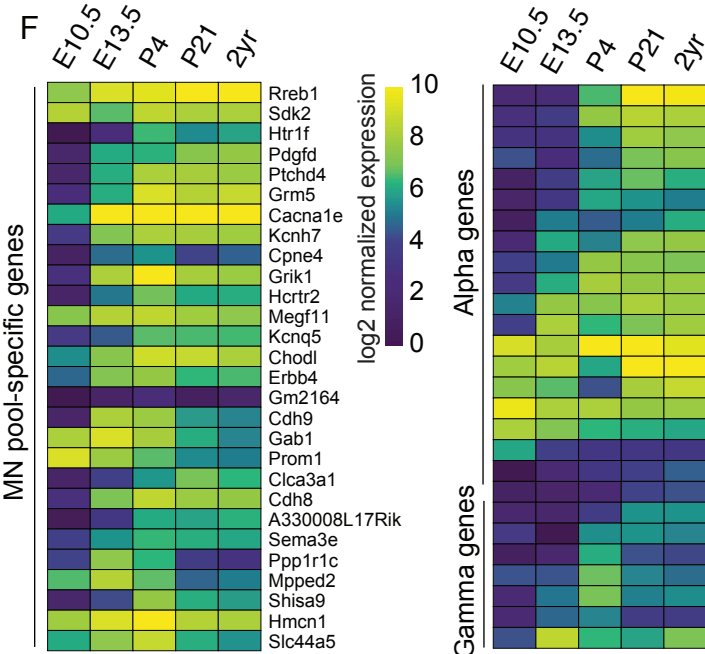 F
E10.5 E13.5 P4 P21 2yr
MN pool-specific genes
Rreb1
Sdk2
Htr1f
Pdgfd
Ptchd4
Grm5
Cacna1e
Kcnh7
Cpne4
Grik1
Hcrtr2
Megf11
Kcnq5
Chodl
Erbb4
Gm2164
Cdh9
Gab1
Prom1
Clca3a1
Cdh8
A330008L17Rik
Sema3e
Ppp1r1c
Mpped2
Shisa9
Hmcn1
Slc44a5
log2 normalized expression
10
8
6
4
2
0
E10.5 E13.5 P4 P21 2yr
Alpha genes
Gamma genes